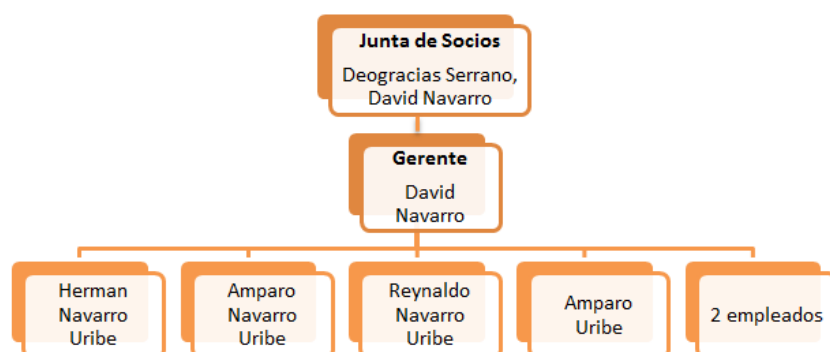 Junta de Socios
Deogracias Serrano,
David Navarro
Gerente
David
Navarro
Herman
Navarro
Uribe
Amparo
Navarro
Uribe
Reynaldo
Navarro
Uribe
Amparo
Uribe
2 empleados